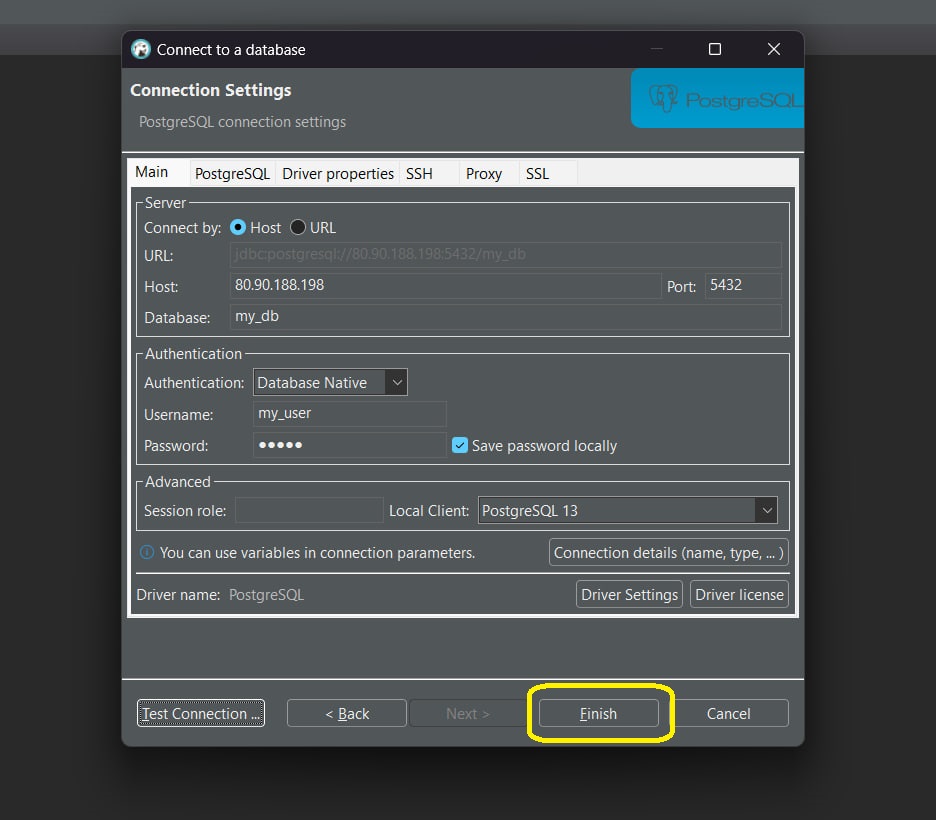 Connect to a database
Connection Settings
PostgreSQL connection settings
PostgreSQL
Main PostgreSQL Driver properties SSH Proxy SSL
Server
Connect by: Host URL
URL: jdbc:postgresql://80.90.188.198:5432/my_db
Host: 80.90.188.198 Port: 5432
Database: my_db
Authentication
Authentication: Database Native
Username: my_user
Password: ●●●●●
Save password locally
Advanced
Session role: Local Client: PostgreSQL 13
You can use variables in connection parameters. Connection details (name, type, ... )
Driver name: PostgreSQL Driver Settings Driver license
Test Connection ... < Back Next > Finish Cancel